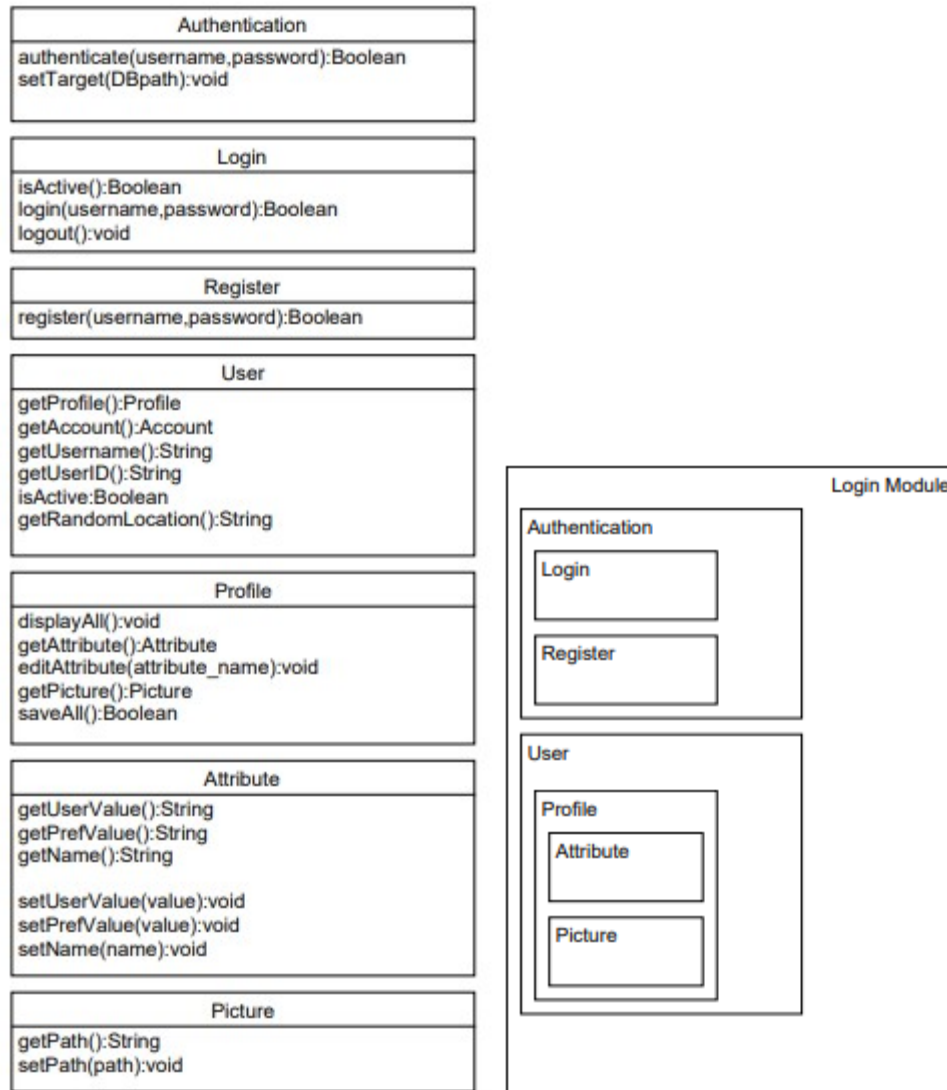 Authentication
authenticate(username,password):Boolean
setTarget(DBpath):void
Login
isActive():Boolean
login(username,password):Boolean
logout():void
Register
register(username,password):Boolean
User
getProfile():Profile
getAccount():Account
getUsername():String
getUserID():String
isActive:Boolean
getRandomLocation():String
Profile
displayAll():void
getAttribute():Attribute
editAttribute(attribute_name):void
getPicture():Picture
saveAll():Boolean
Attribute
getUserValue():String
getPrefValue():String
getName():String
setUserValue(value):void
setPrefValue(value):void
setName(name):void
Picture
getPath():String
setPath(path):void
Login Module
Authentication
Login
Register
User
Profile
Attribute
Picture